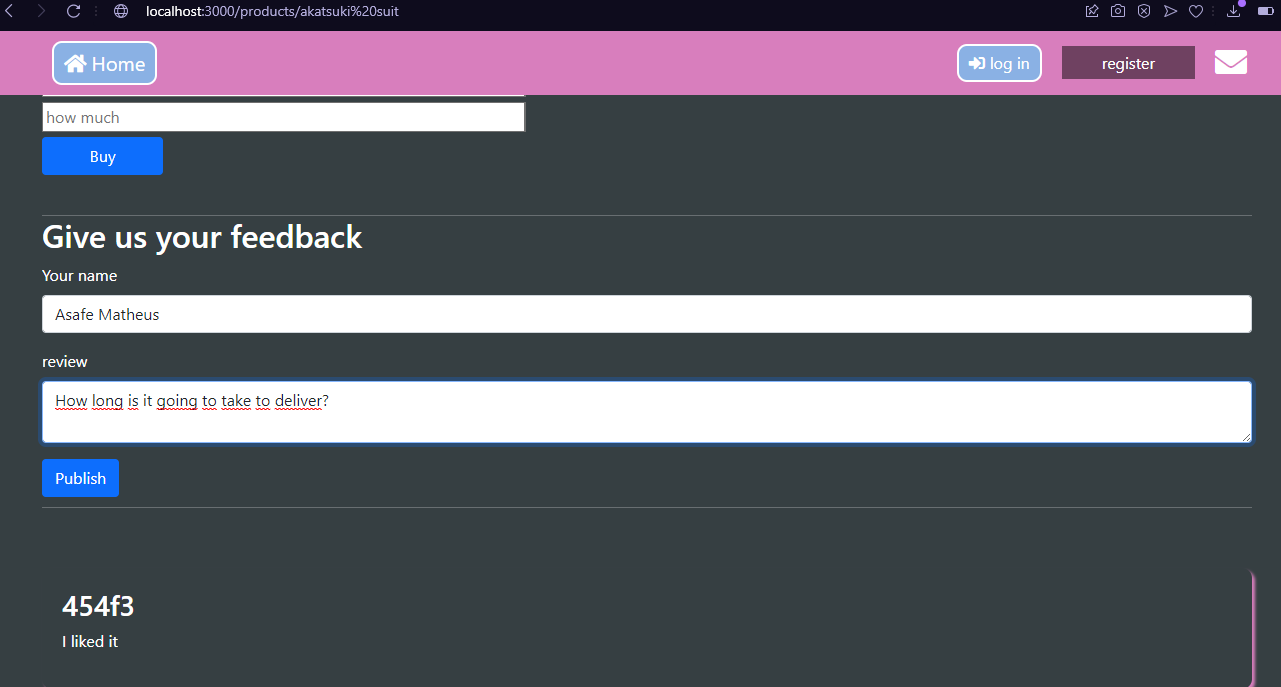 localhost:3000/products/akatsuki%20suit
Home
log in
register
how much
Buy
Give us your feedback
Your name
Asafe Matheus
review
How long is it going to take to deliver?
Publish
454f3
I liked it